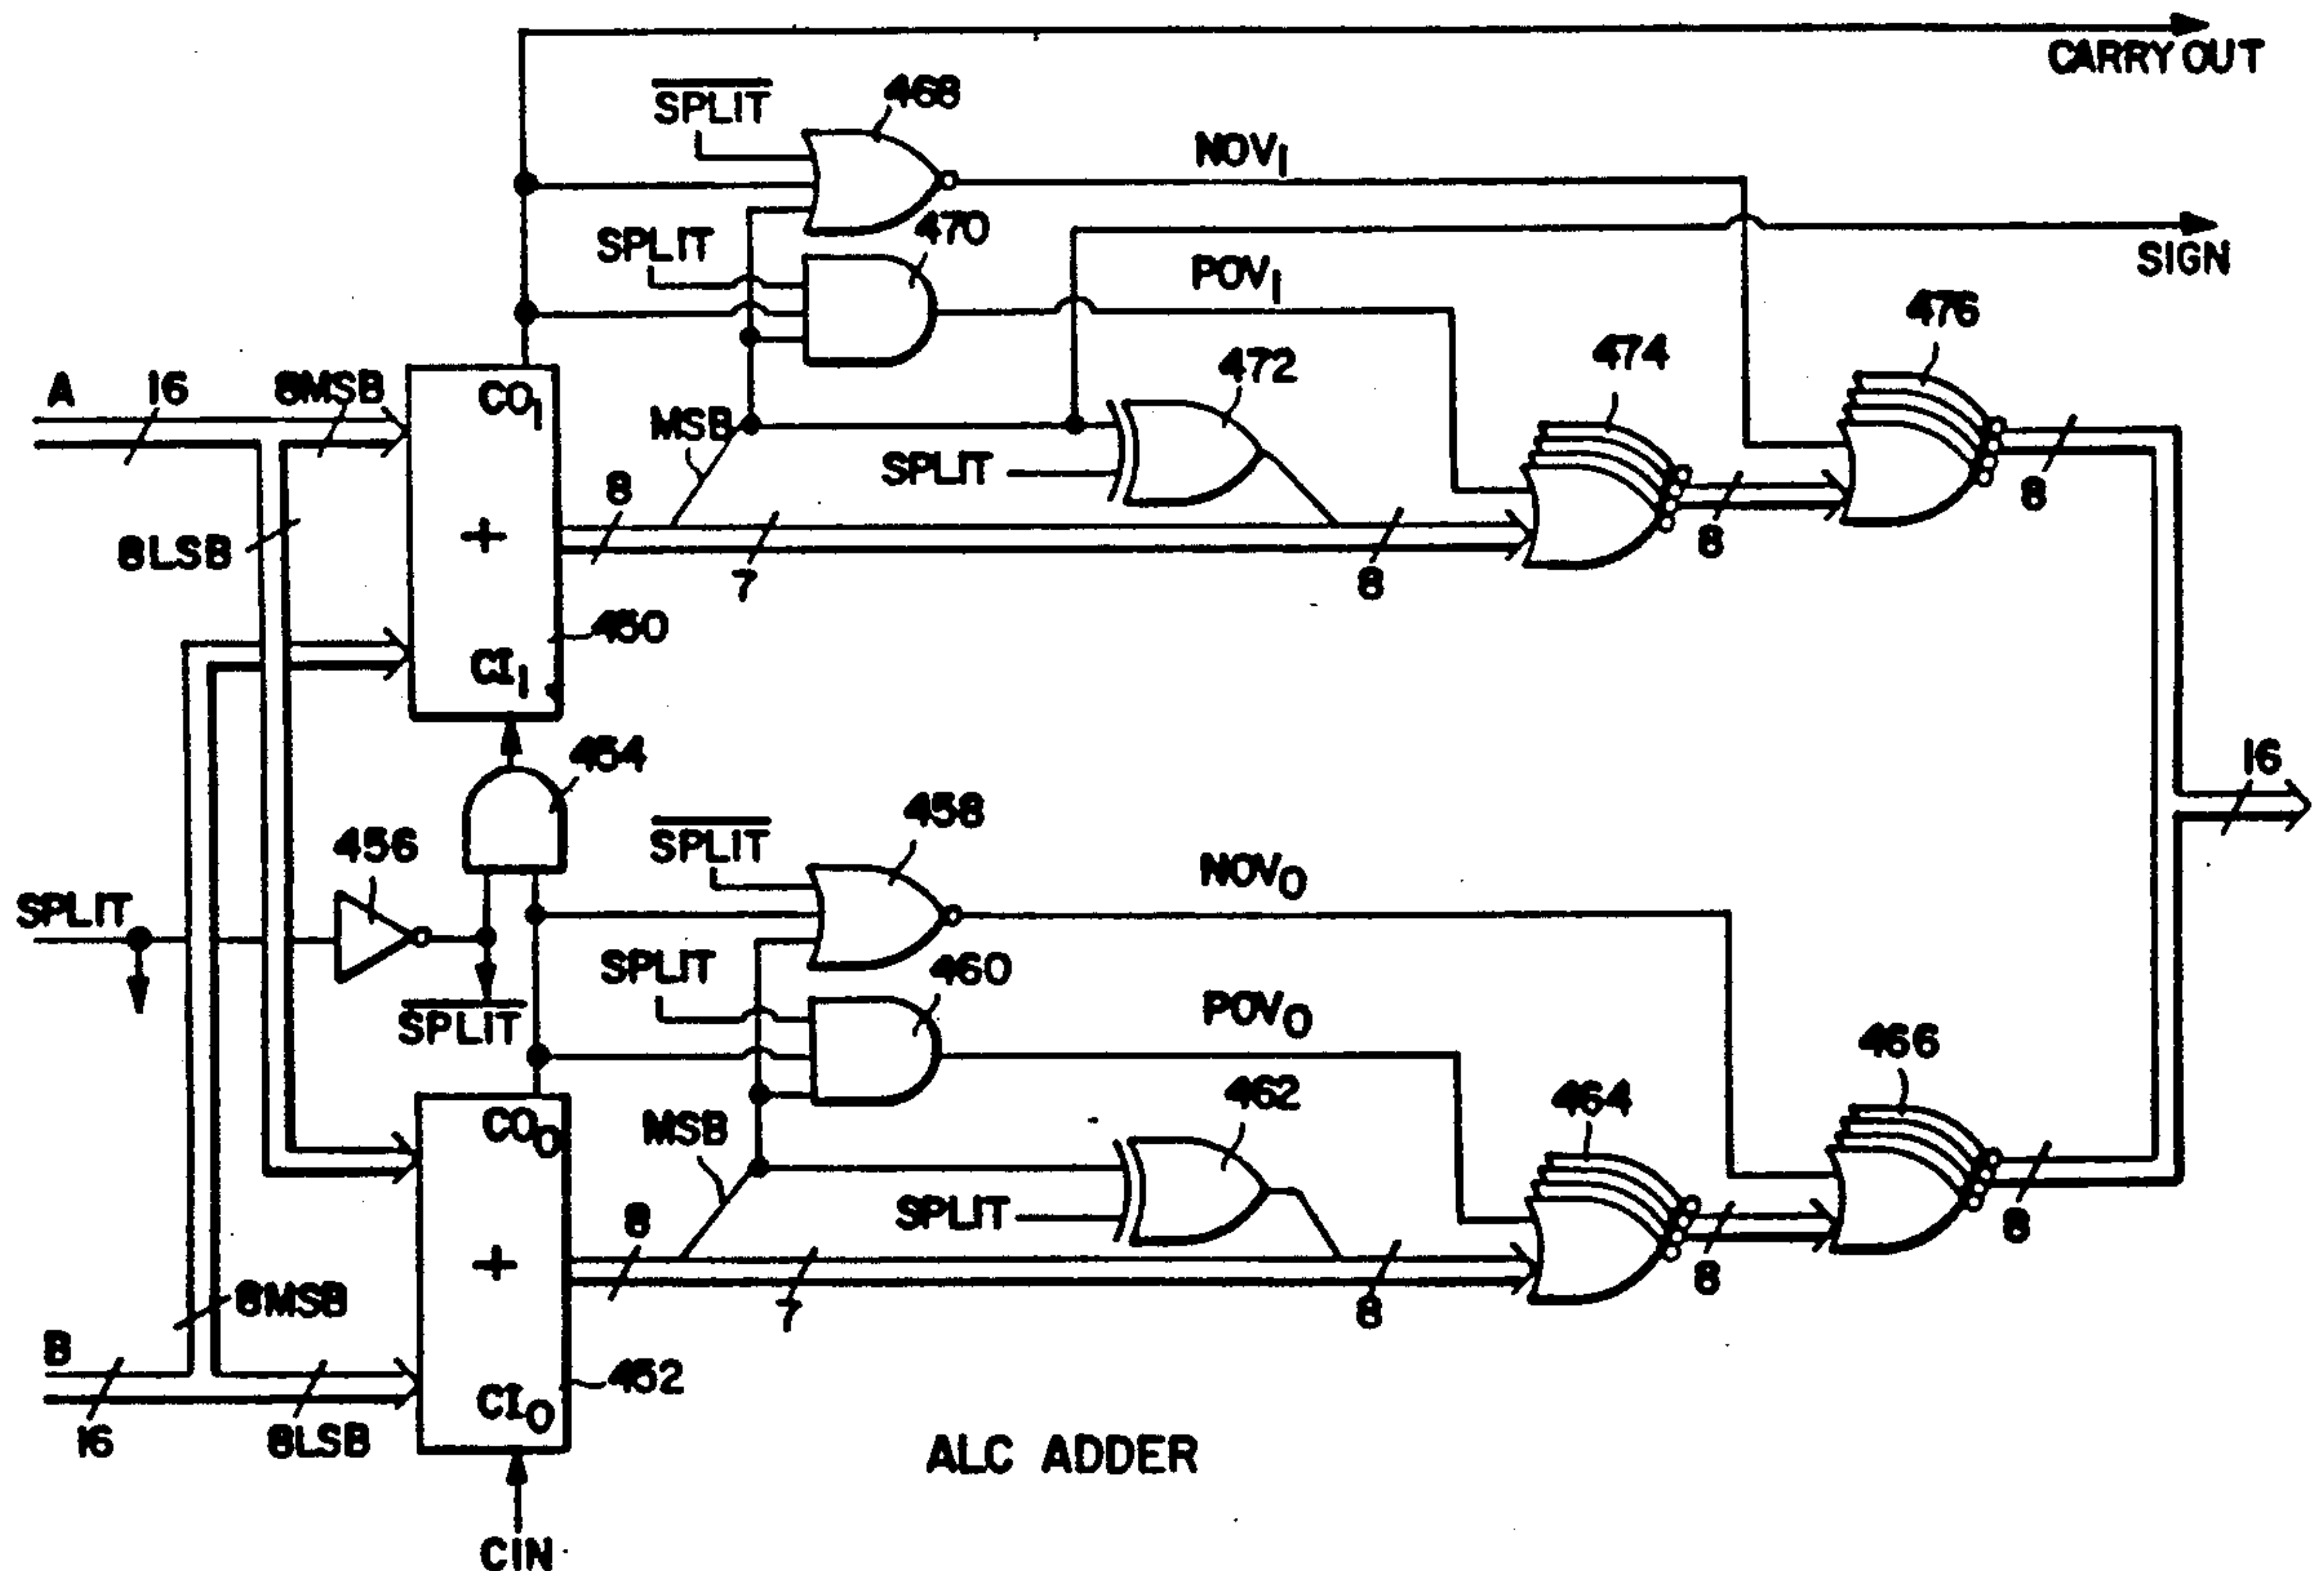 CARRY OUT
SPLIT
468
NOV1
SPLIT
470
SIGN
POV1
476
474
472
A
16
8MSB
CO1
MSB
SPLIT
8
8
8
8LSB
+
7
8
450
CI1
454
16
458
456
SPLIT
NOV0
SPLIT
SPLIT
460
SPLIT
POV0
466
464
462
CO0
MSB
8
SPLIT
8
8
+
7
8
8MSB
B
452
CI0
16
8LSB
ALC ADDER
CIN